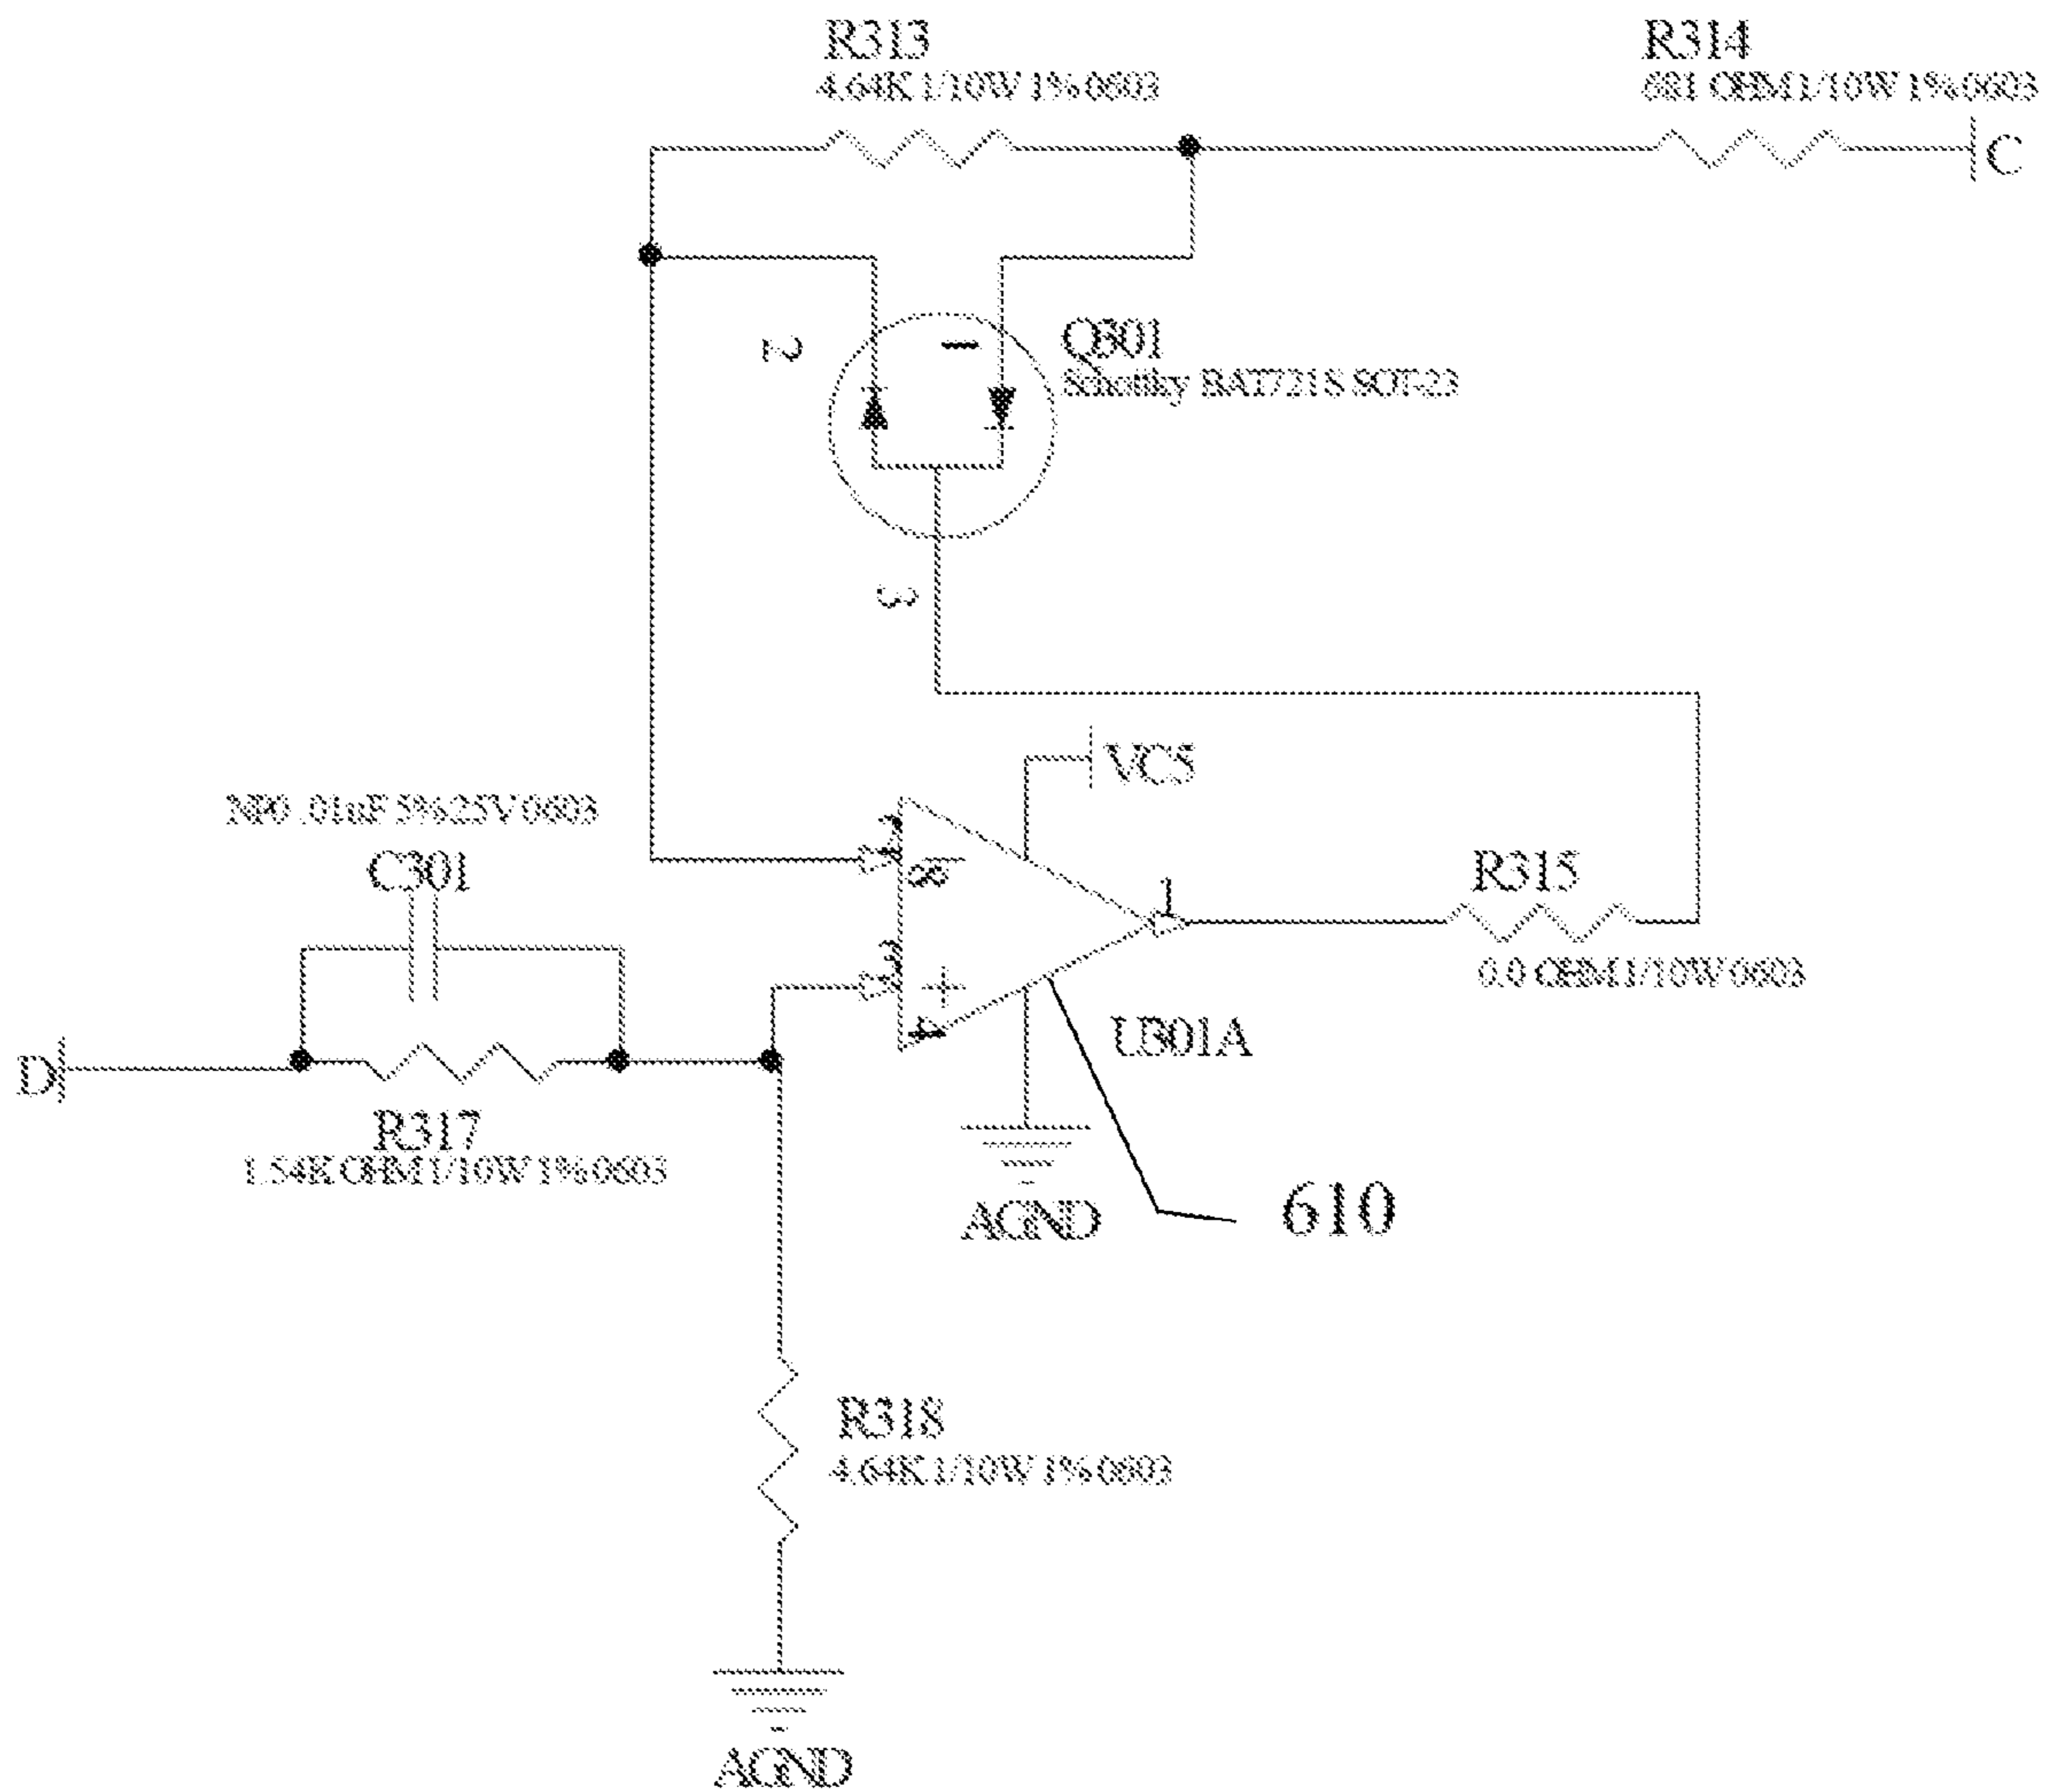 R313
4.64K 1/10W 1% 0603
R314
681 OHM 1/10W 1% 0603
C
2
1
Q301
Schottky BAT721S SOT-23
3
VC5
NP0 .01uF 5% 25V 0603
C301
2
8
1
R315
3
0.0 OHM 1/10W 0603
4
U301A
D
R317
1.54K OHM 1/10W 1% 0603
AGND
610
R318
4.64K 1/10W 1% 0603
AGND